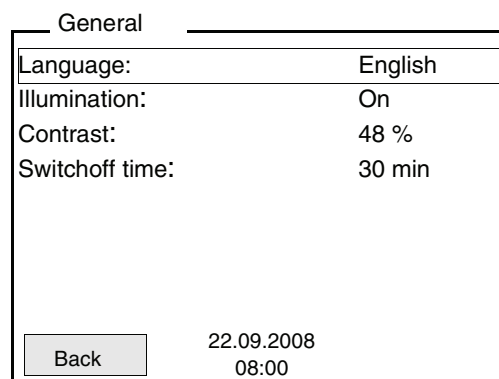 General
Language: English
Illumination: On
Contrast: 48 %
Switchoff time: 30 min
22.09.2008
Back
08:00